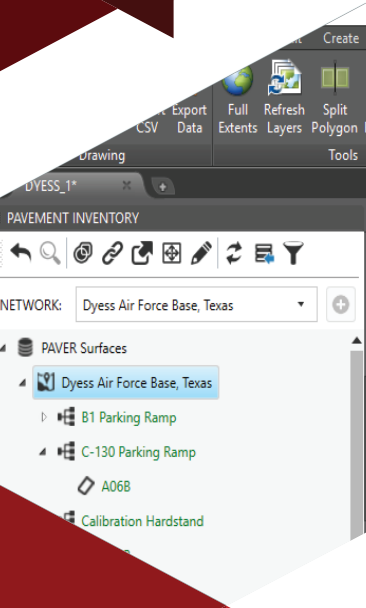 Create
Export Full Refresh Split
CSV Data Extents Layers Polygon
Drawing Tools
DYESS_1*
PAVEMENT INVENTORY
NETWORK: Dyess Air Force Base, Texas
PAVER Surfaces
Dyess Air Force Base, Texas
B1 Parking Ramp
C-130 Parking Ramp
A06B
Calibration Hardstand